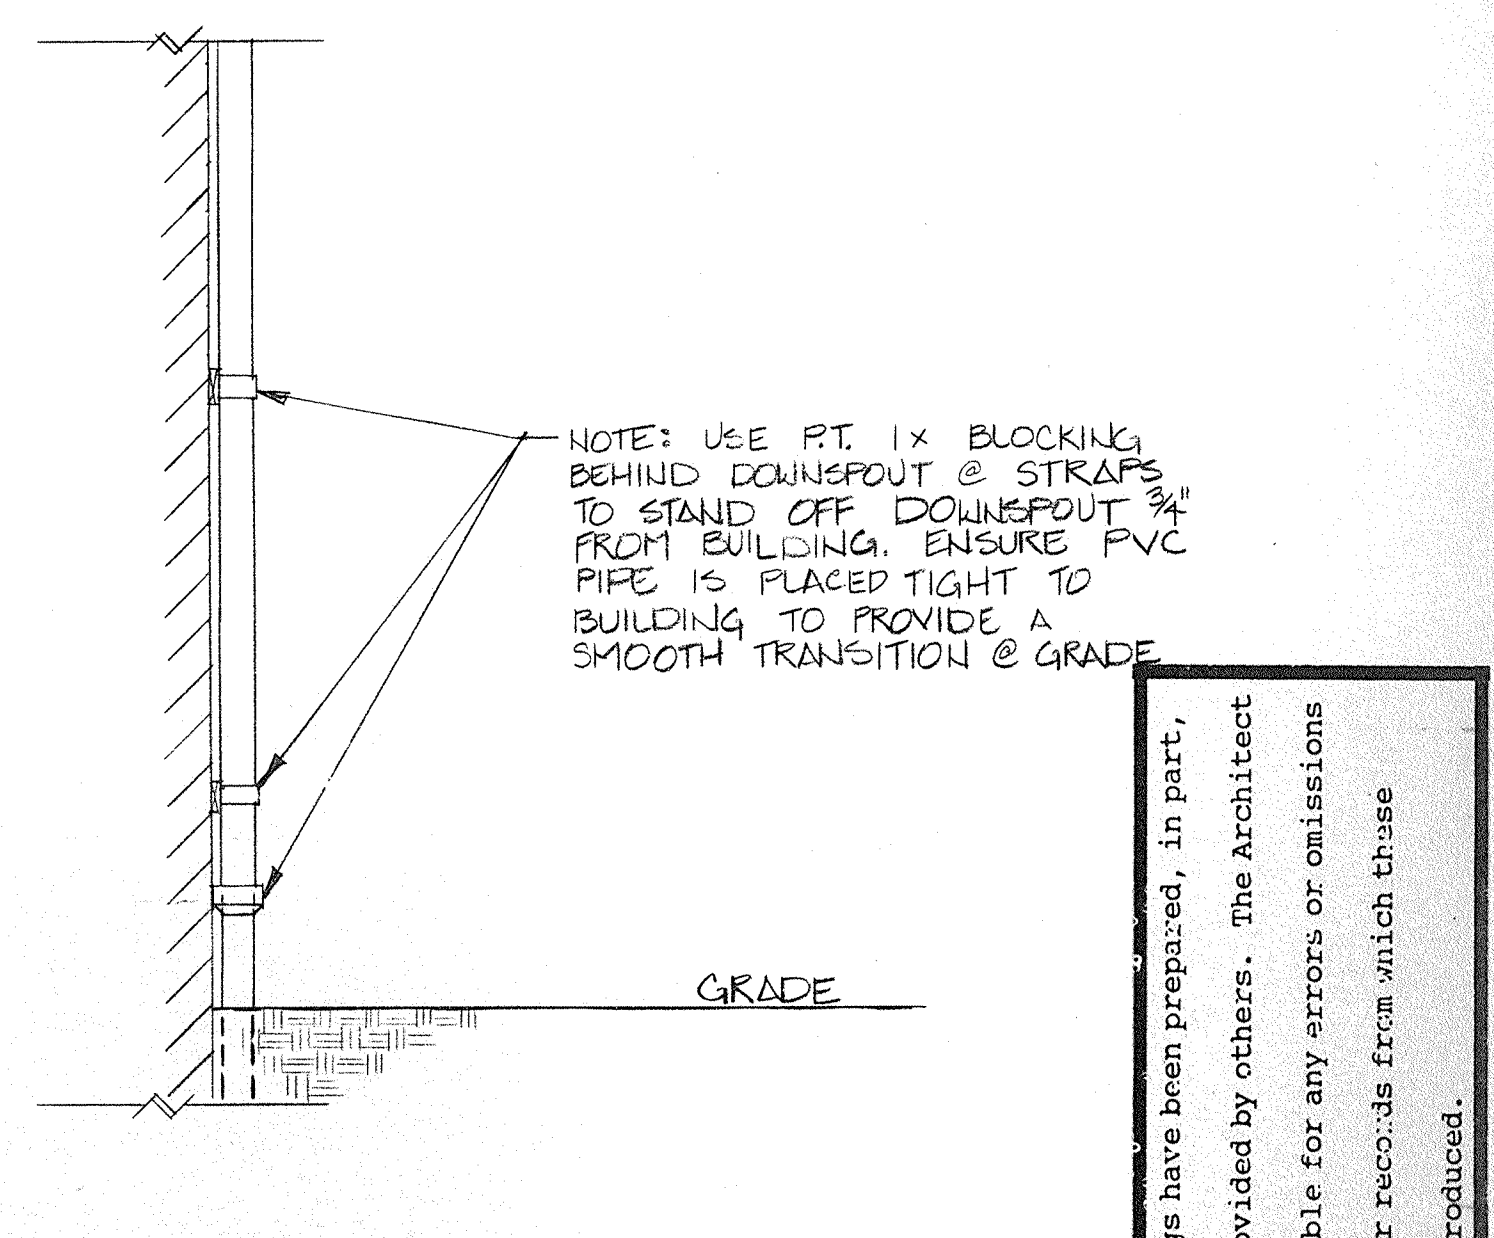 NOTE: USE P.T. 1X BLOCKING
BEHIND DOWNSPOUT @ STRAPS
TO STAND OFF DOWNSPOUT 3/4"
FROM BUILDING. ENSURE PVC
PIPE IS PLACED TIGHT TO
BUILDING TO PROVIDE A
SMOOTH TRANSITION @ GRADE
GRADE
gs have been prepared, in part,
ovided by others. The Architect
ble for any errors or omissions
r records from which these
roduced.